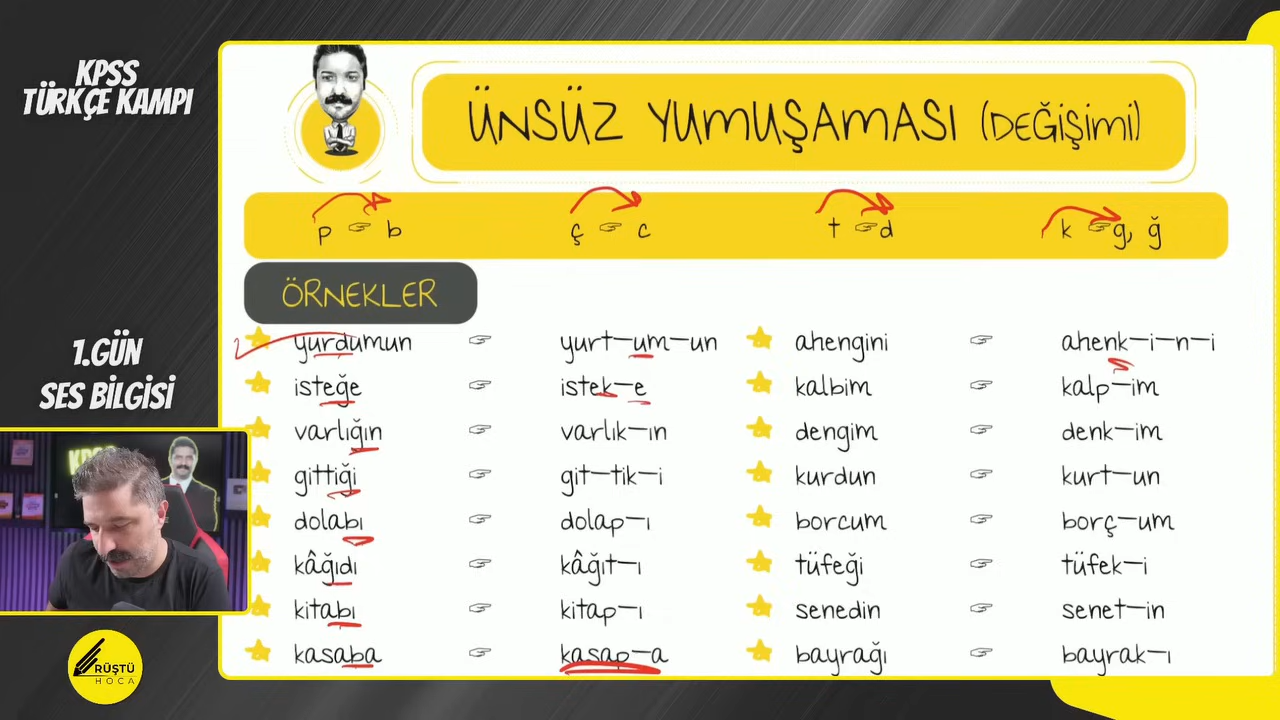 KPSS
TÜRKÇE KAMPI
1.GÜN
SES BİLGİSİ
RÜŞTÜ
HOCA
ÜNSÜZ YUMUŞAMASI (DEĞİŞİMİ)
p ☞ b ç ☞ c t ☞ d k ☞ g, ğ
ÖRNEKLER
yurdumun ☞ yurt-um-un
isteğe ☞ istek-e
varlığın ☞ varlık-ın
gittiği ☞ git-tik-i
dolabı ☞ dolap-ı
kâğıdı ☞ kâğıt-ı
kitabı ☞ kitap-ı
kasaba ☞ kasap-a
ahengini ☞ ahenk-i-n-i
kalbim ☞ kalp-im
dengim ☞ denk-im
kurdun ☞ kurt-un
borcum ☞ borç-um
tüfeği ☞ tüfek-i
senedin ☞ senet-in
bayrağı ☞ bayrak-ı